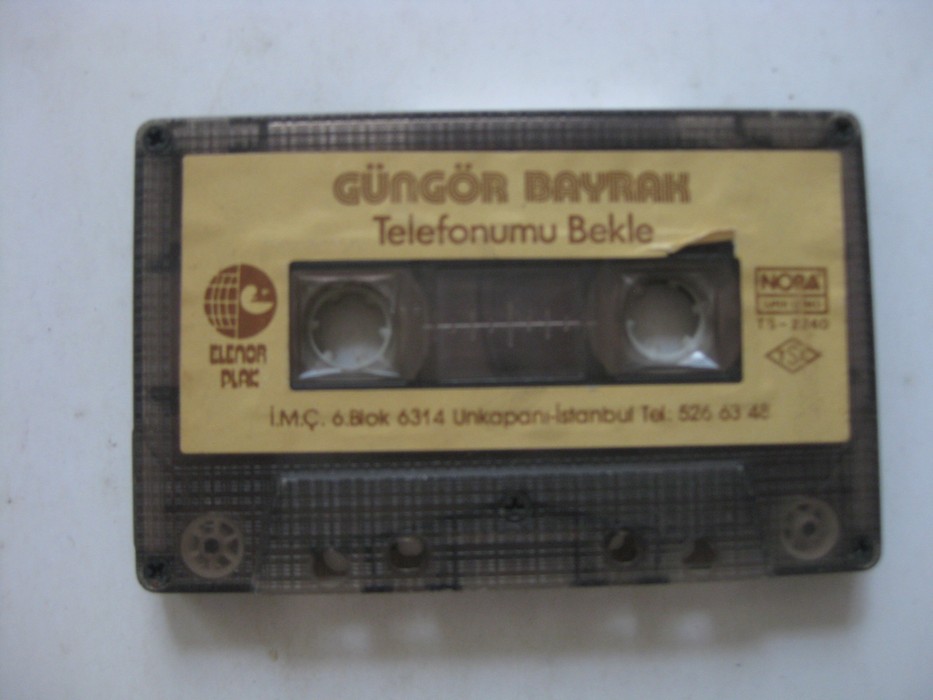 GÜNGÖR BAYRAK
Telefonumu Bekle
ELENOR
PLAK
NORA
TS-2240
TSE
İ.M.Ç. 6.Blok 6314 Unkapanı-İstanbul Tel: 526 63 48